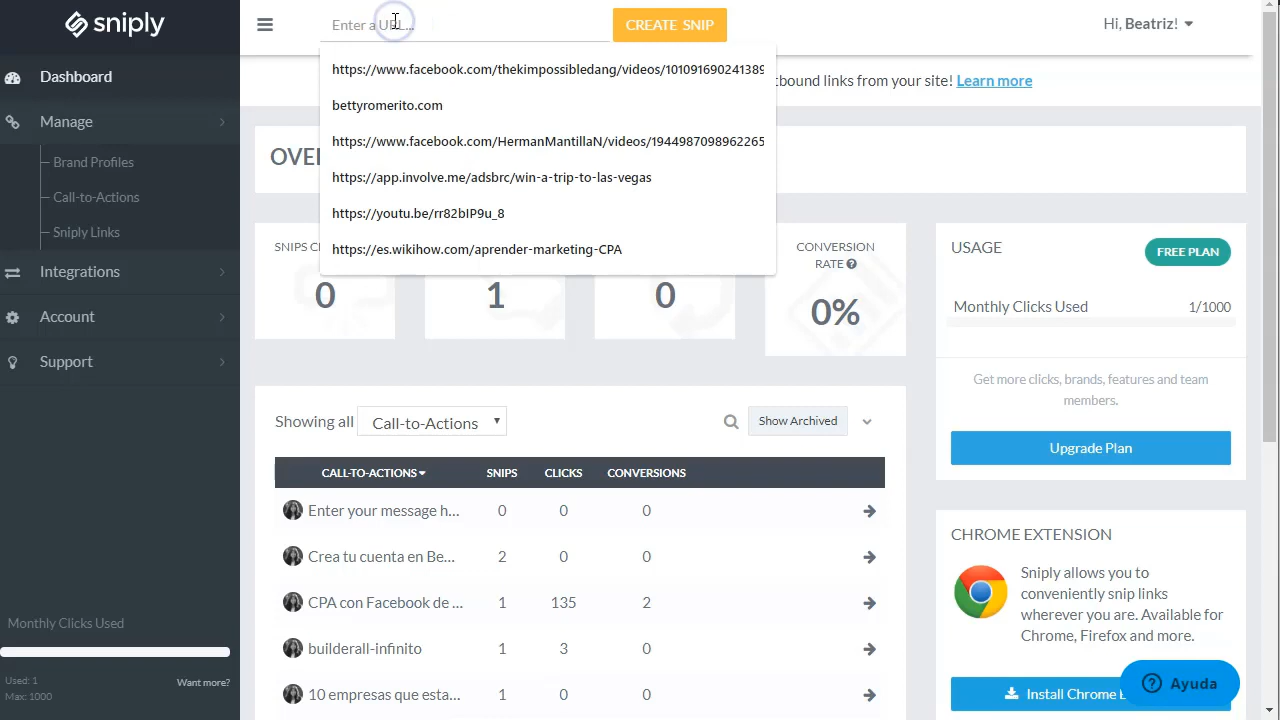 sniply
Enter a URL...
CREATE SNIP
Hi, Beatriz!
https://www.facebook.com/thekimpossibledang/videos/101091690241389
tbound links from your site! Learn more
bettyromerito.com
https://www.facebook.com/HermanMantillaN/videos/1944987098962265
https://app.involve.me/adsbrc/win-a-trip-to-las-vegas
https://youtu.be/rr82bIP9u_8
https://es.wikihow.com/aprender-marketing-CPA
Dashboard
Manage
Brand Profiles
Call-to-Actions
Sniply Links
Integrations
Account
Support
Monthly Clicks Used
Used: 1
Max: 1000
Want more?
OVE
SNIPS C
0
1
0
CONVERSION
RATE
0%
USAGE
FREE PLAN
Monthly Clicks Used
1/1000
Get more clicks, brands, features and team
members.
Upgrade Plan
Showing all
Call-to-Actions
Show Archived
CALL-TO-ACTIONS SNIPS CLICKS CONVERSIONS
Enter your message h... 0 0 0
Crea tu cuenta en Be... 2 0 0
CPA con Facebook de ... 1 135 2
builderall-infinito 1 3 0
10 empresas que esta... 1 0 0
CHROME EXTENSION
Sniply allows you to
conveniently snip links
wherever you are. Available for
Chrome, Firefox and more.
Install Chrome E
Ayuda